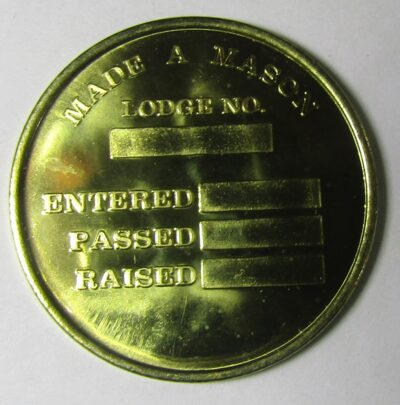 MADE A MASON
LODGE NO.
ENTERED
PASSED
RAISED